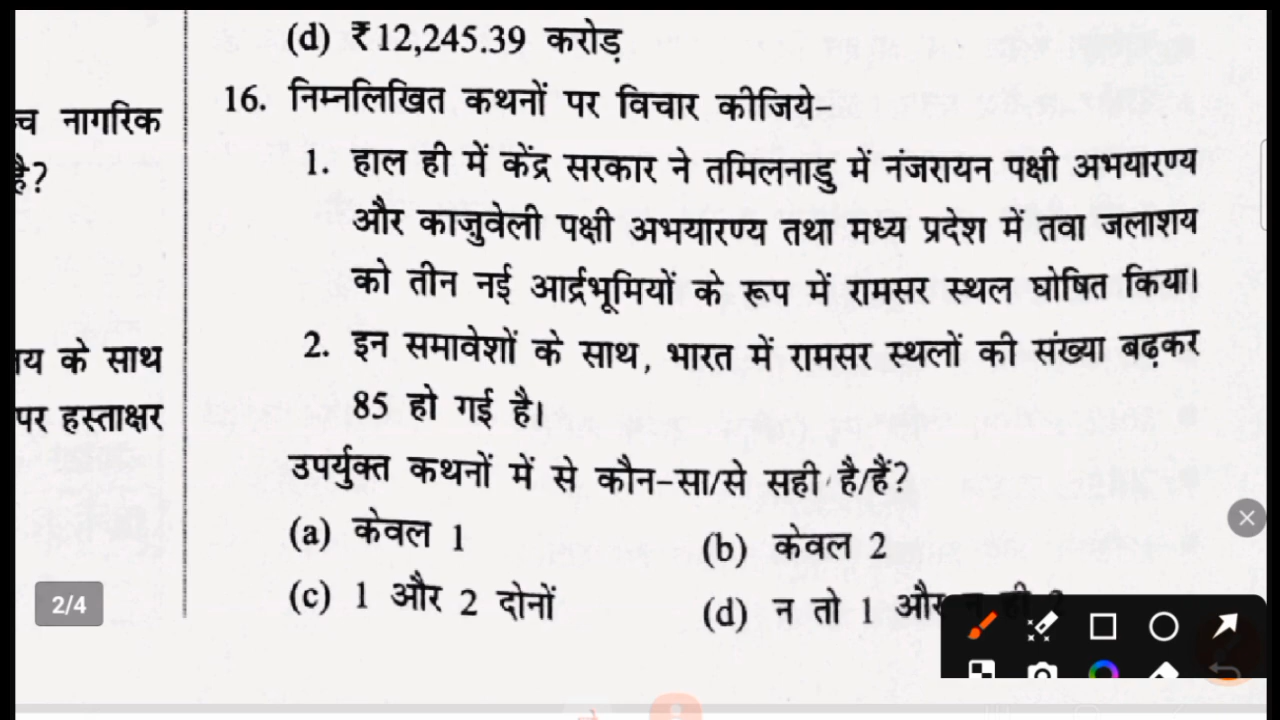 (d) ₹12,245.39 करोड़
च नागरिक
है?
16. निम्नलिखित कथनों पर विचार कीजिये–
1. हाल ही में केंद्र सरकार ने तमिलनाडु में नंजरायन पक्षी अभयारण्य
और काजुवेली पक्षी अभयारण्य तथा मध्य प्रदेश में तवा जलाशय
को तीन नई आर्द्रभूमियों के रूप में रामसर स्थल घोषित किया।
2. इन समावेशों के साथ, भारत में रामसर स्थलों की संख्या बढ़कर
85 हो गई है।
के साथ
पर हस्ताक्षर
उपर्युक्त कथनों में से कौन-सा/से सही है/हैं?
(a) केवल 1
(b) केवल 2
(c) 1 और 2 दोनों
(d) न तो 1 और न ही 2
2/4